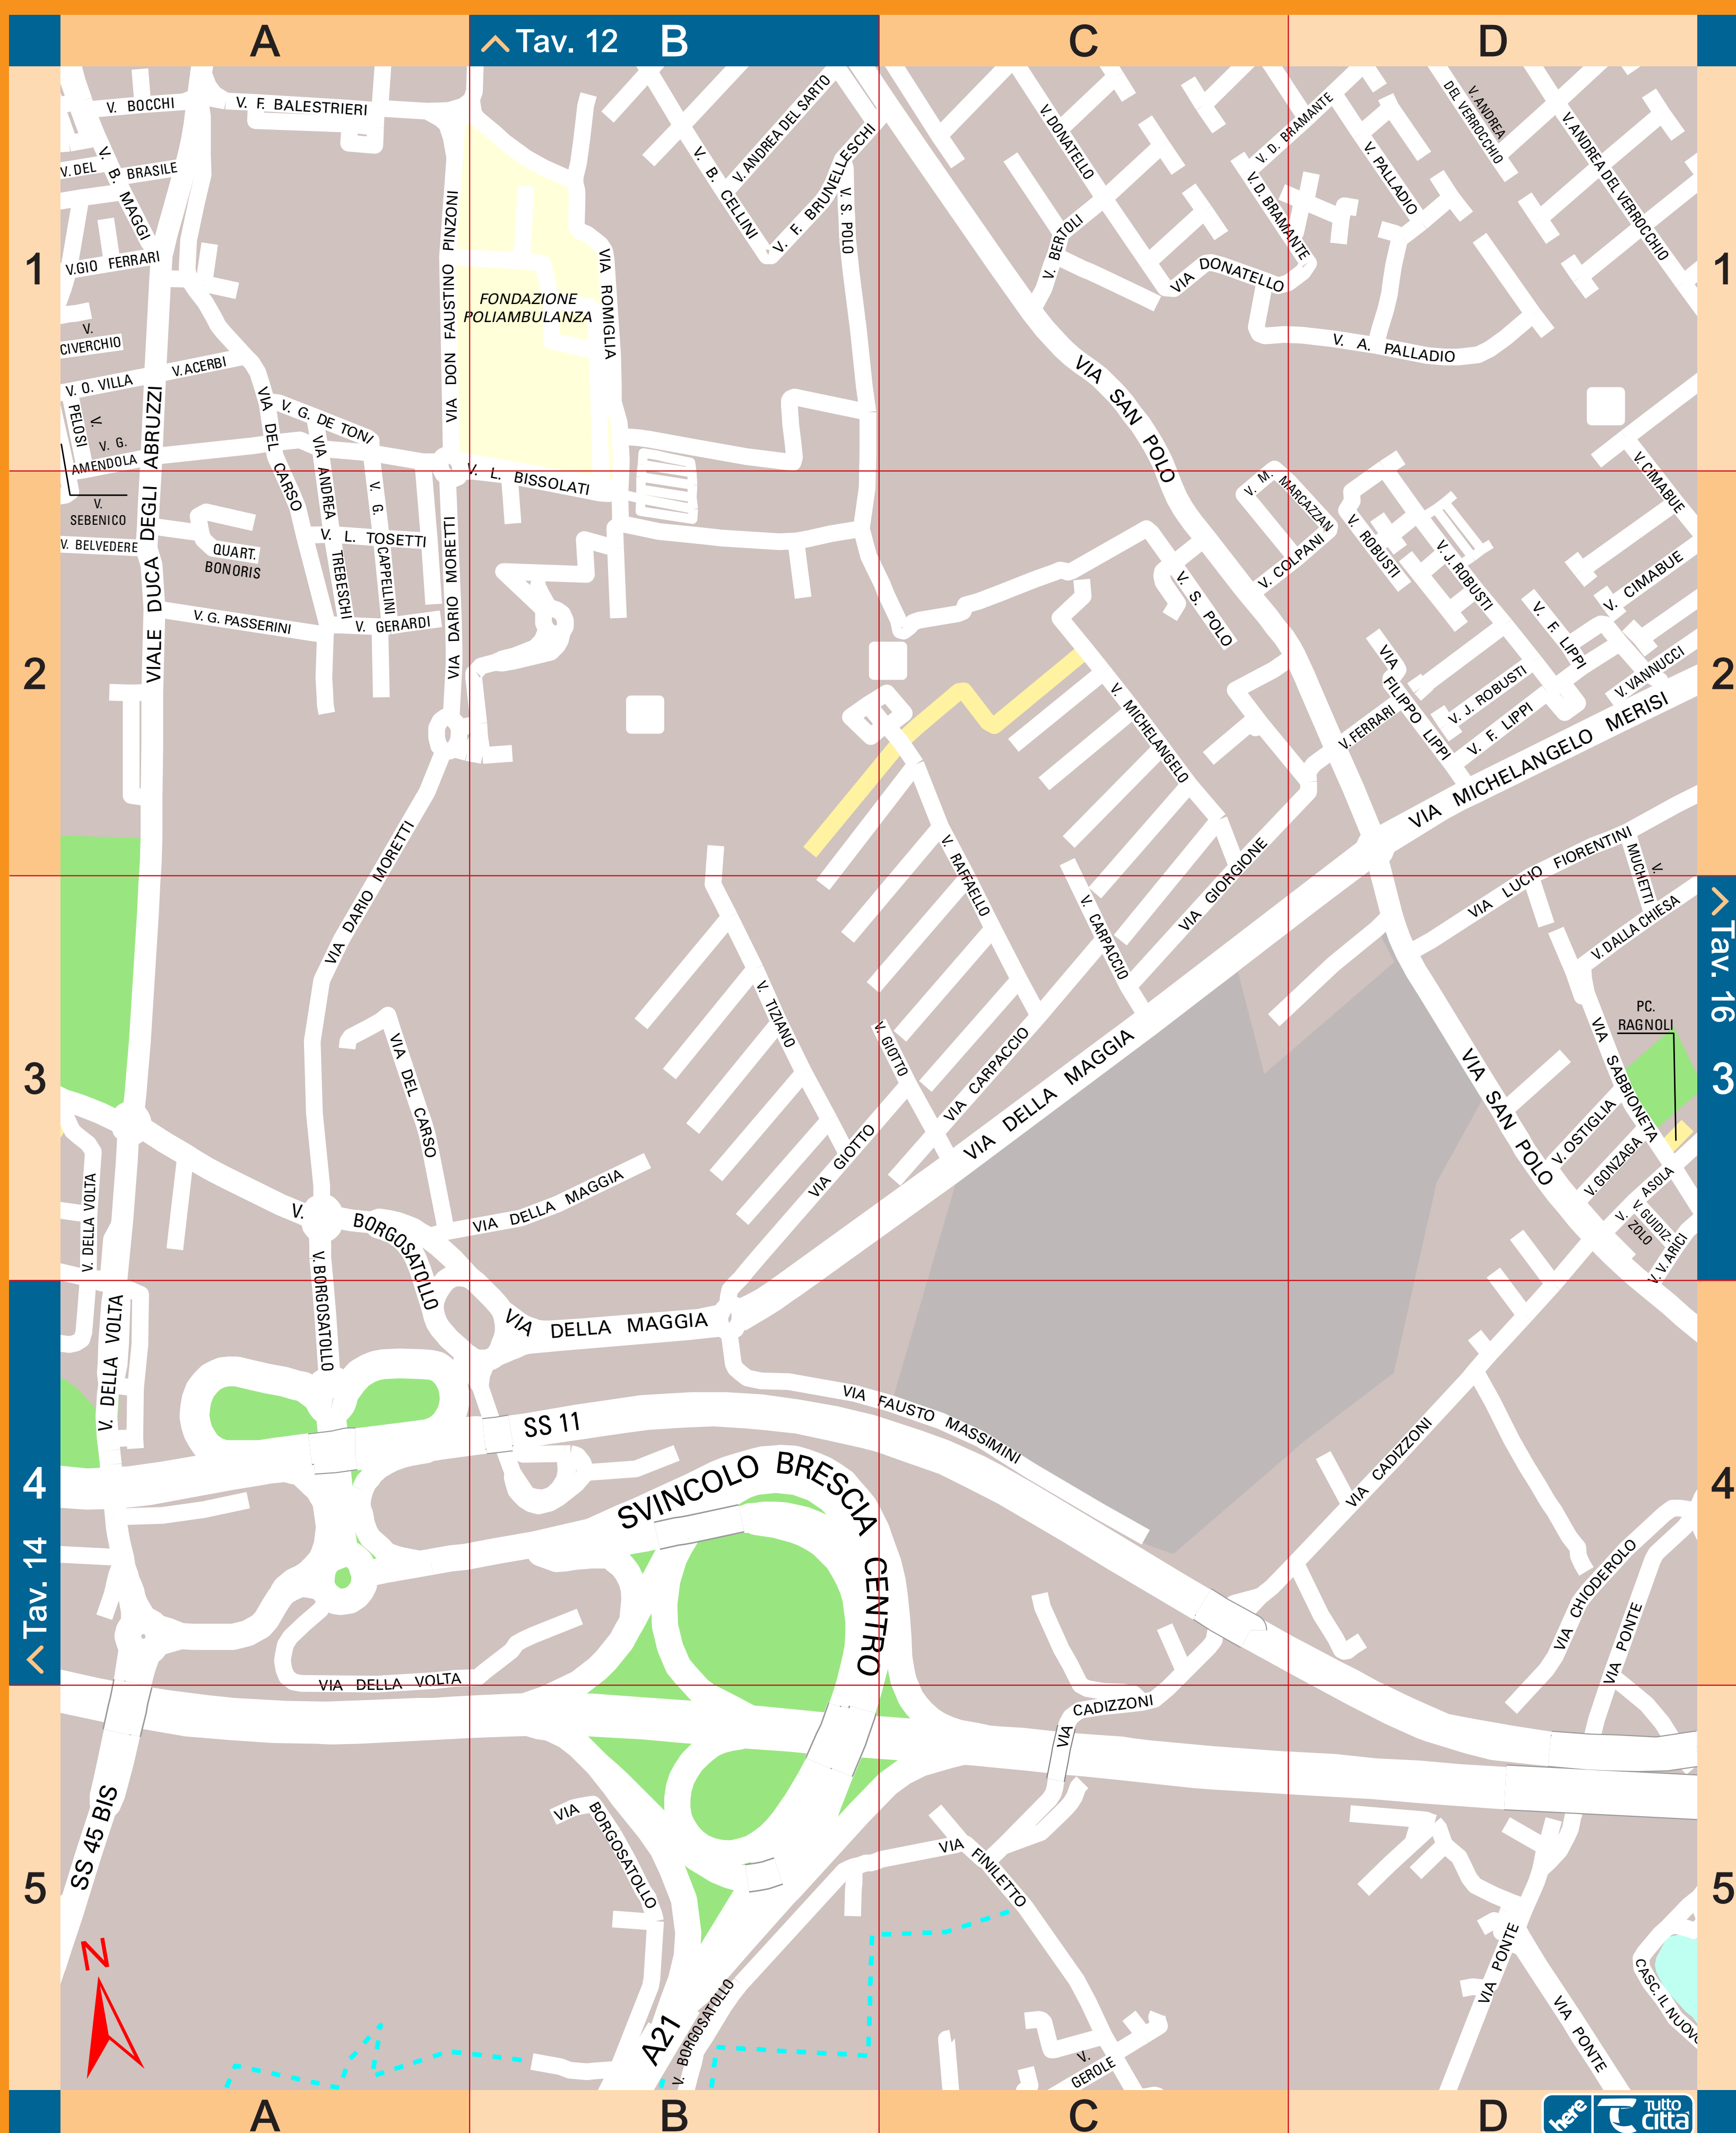 A
Tav. 12
B
C
D
1
1
V. BOCCHI
V. F. BALESTRIERI
V. DEL BRASILE
V. B. MAGGI
V.GIO FERRARI
V. CIVERCHIO
V. O. VILLA
V. ACERBI
V. PELOSI
V. G. AMENDOLA
V. SEBENICO
VIALE DUCA DEGLI ABRUZZI
VIA DEL CARSO
V. G. DE TONI
VIA ANDREA TREBESCHI
V. G. CAPPELLINI
VIA DON FAUSTINO PINZONI
FONDAZIONE
POLIAMBULANZA
VIA ROMIGLIA
V. L. BISSOLATI
V. B. CELLINI
V. ANDREA DEL SARTO
V. F. BRUNELLESCHI
V. S. POLO
V. DONATELLO
V. BERTOLI
VIA DONATELLO
V. D. BRAMANTE
V. D. BRAMANTE
V. PALLADIO
V. A. PALLADIO
V. ANDREA
DEL VERROCCHIO
V. ANDREA DEL VERROCCHIO
VIA SAN POLO
2
2
V. BELVEDERE
QUART.
BONORIS
V. L. TOSETTI
V. G. PASSERINI
V. GERARDI
VIA DARIO MORETTI
VIA DARIO MORETTI
V. M. MARCAZZAN
V. COLPANI
V. S. POLO
V. ROBUSTI
V. J. ROBUSTI
V. CIMABUE
V. CIMABUE
V. F. LIPPI
V. VANNUCCI
VIA FILIPPO LIPPI
V. J. ROBUSTI
V. F. LIPPI
V. FERRARI
VIA MICHELANGELO MERISI
V. MICHELANGELO
V. RAFFAELLO
VIA GIORGIONE
VIA LUCIO FIORENTINI
V. MUCHETTI
3
Tav. 16
3
V. DALLA CHIESA
PC.
RAGNOLI
VIA SABBIONETA
V. OSTIGLIA
V. GONZAGA
V. ASOLA
V. GUIDIZ-
ZOLO
V. V. ARICI
VIA SAN POLO
V. CARPACCIO
VIA CARPACCIO
V. TIZIANO
V. GIOTTO
VIA GIOTTO
VIA DELLA MAGGIA
VIA DEL CARSO
VIA DELLA MAGGIA
V. DELLA VOLTA
V. BORGOSATOLLO
V. BORGOSATOLLO
4
Tav. 14
4
V. DELLA VOLTA
VIA DELLA MAGGIA
SS 11
VIA FAUSTO MASSIMINI
SVINCOLO BRESCIA CENTRO
VIA CADIZZONI
VIA CHIODEROLO
VIA PONTE
VIA DELLA VOLTA
5
5
SS 45 BIS
VIA CADIZZONI
VIA BORGOSATOLLO
VIA FINILETTO
A21
V. BORGOSATOLLO
V. GEROLE
VIA PONTE
VIA PONTE
CASC. IL NUOVO
N
A
B
C
D
here
TUTTO
città